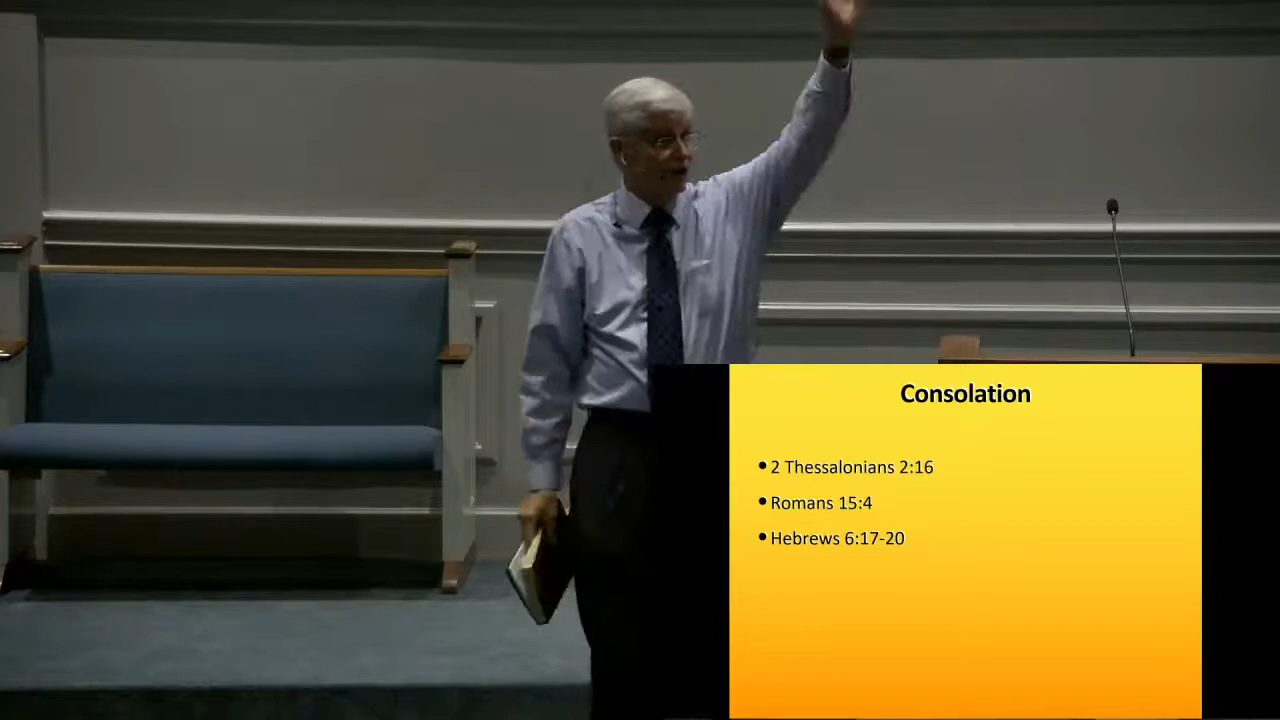 Consolation
• 2 Thessalonians 2:16
• Romans 15:4
• Hebrews 6:17-20